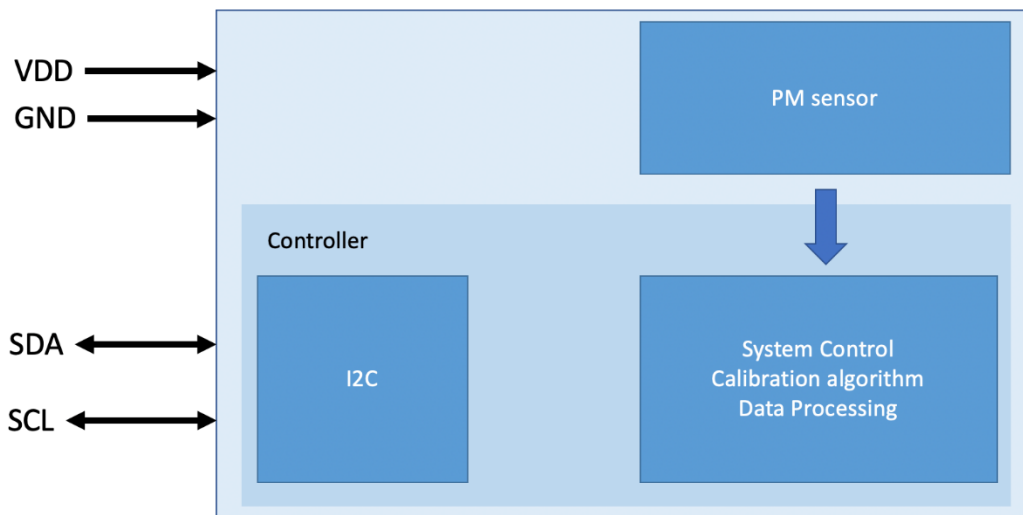 VDD
GND
PM sensor
Controller
SDA
SCL
I2C
System Control
Calibration algorithm
Data Processing